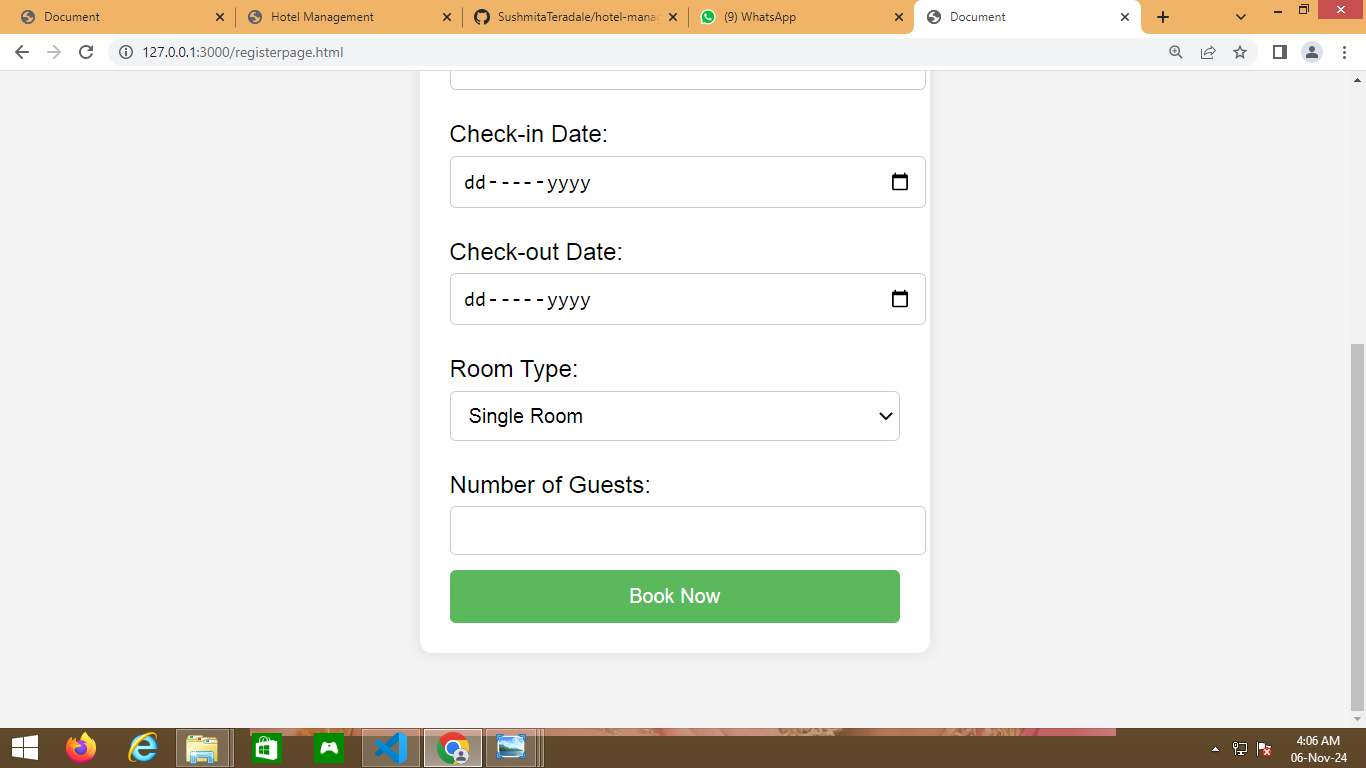 Document
Hotel Management
SushmitaTeradale/hotel-manag
(9) WhatsApp
Document
127.0.0.1:3000/registerpage.html
Check-in Date:
dd-----yyyy
Check-out Date:
dd-----yyyy
Room Type:
Single Room
Number of Guests:
Book Now
4:06 AM
06-Nov-24